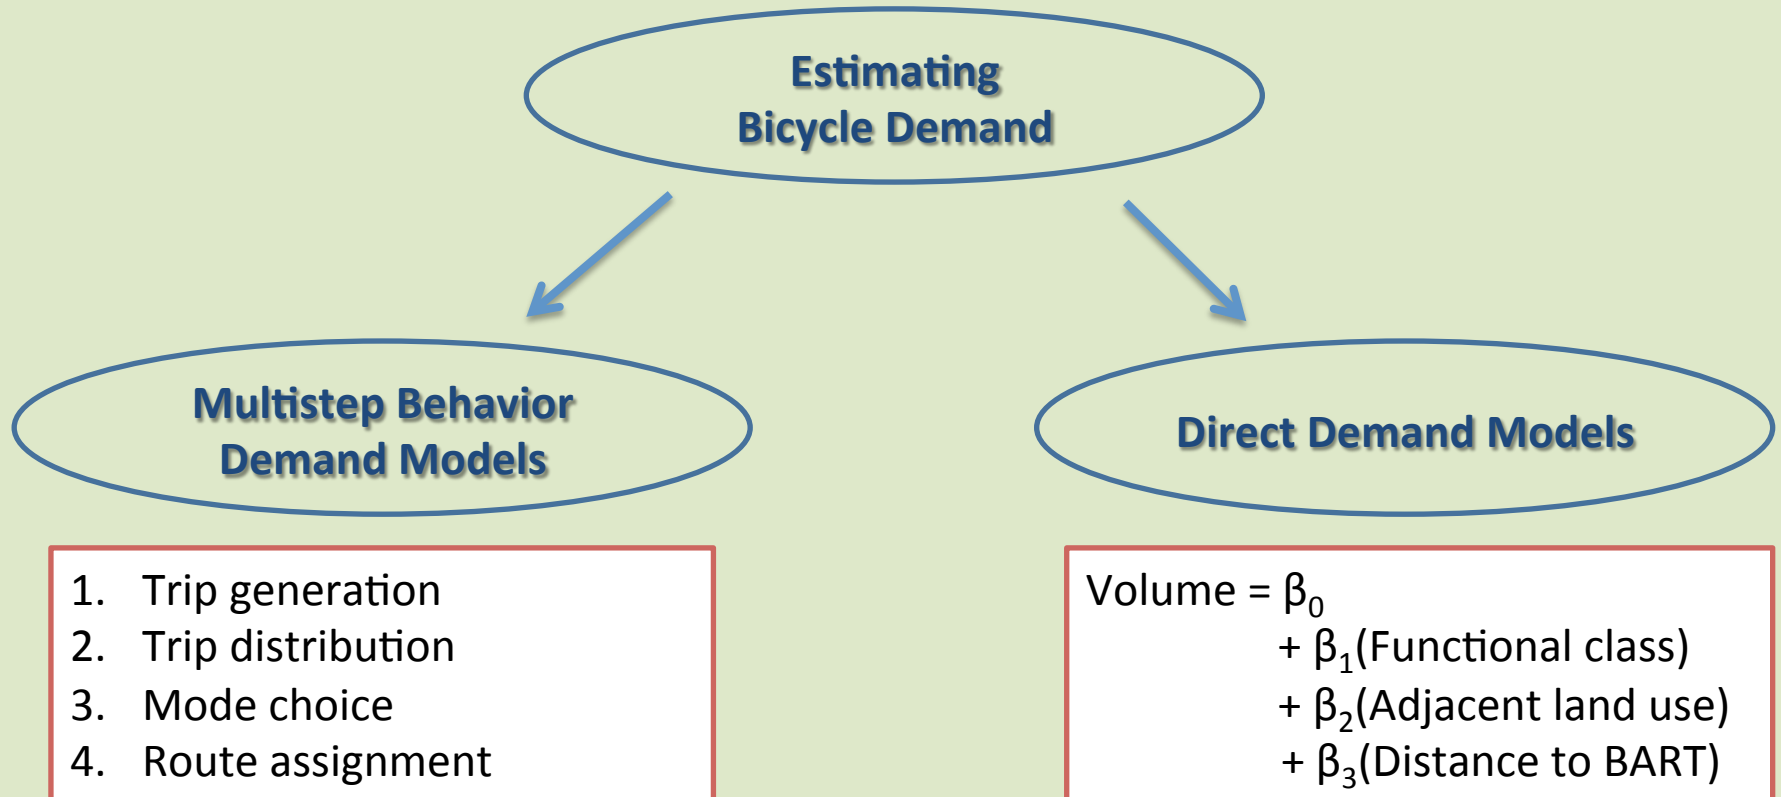 Estimating
Bicycle Demand
Multistep Behavior
Demand Models
Direct Demand Models
1. Trip generation
2. Trip distribution
3. Mode choice
4. Route assignment
Volume = β₀
+ β₁(Functional class)
+ β₂(Adjacent land use)
+ β₃(Distance to BART)